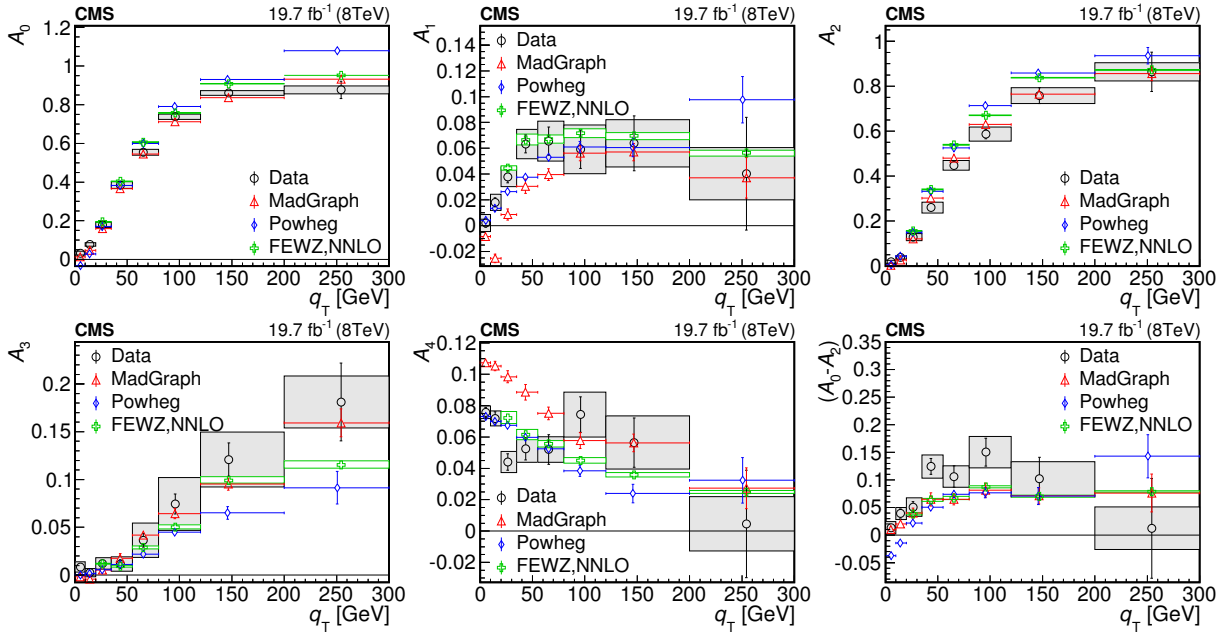 CMS 19.7 fb⁻¹ (8TeV)
A₀
1.2
1
0.8
0.6
0.4
0.2
0
Data
MadGraph
Powheg
FEWZ,NNLO
0 50 100 150 200 250 300
q_T [GeV]
CMS 19.7 fb⁻¹ (8TeV)
A₁
0.14
0.12
0.1
0.08
0.06
0.04
0.02
0
-0.02
Data
MadGraph
Powheg
FEWZ,NNLO
0 50 100 150 200 250 300
q_T [GeV]
CMS 19.7 fb⁻¹ (8TeV)
A₂
1
0.8
0.6
0.4
0.2
0
Data
MadGraph
Powheg
FEWZ,NNLO
0 50 100 150 200 250 300
q_T [GeV]
CMS 19.7 fb⁻¹ (8TeV)
A₃
0.2
0.15
0.1
0.05
0
Data
MadGraph
Powheg
FEWZ,NNLO
0 50 100 150 200 250 300
q_T [GeV]
CMS 19.7 fb⁻¹ (8TeV)
A₄
0.12
0.1
0.08
0.06
0.04
0.02
0
-0.02
Data
MadGraph
Powheg
FEWZ,NNLO
0 50 100 150 200 250 300
q_T [GeV]
CMS 19.7 fb⁻¹ (8TeV)
(A₀-A₂)
0.35
0.3
0.25
0.2
0.15
0.1
0.05
0
-0.05
Data
MadGraph
Powheg
FEWZ,NNLO
0 50 100 150 200 250 300
q_T [GeV]